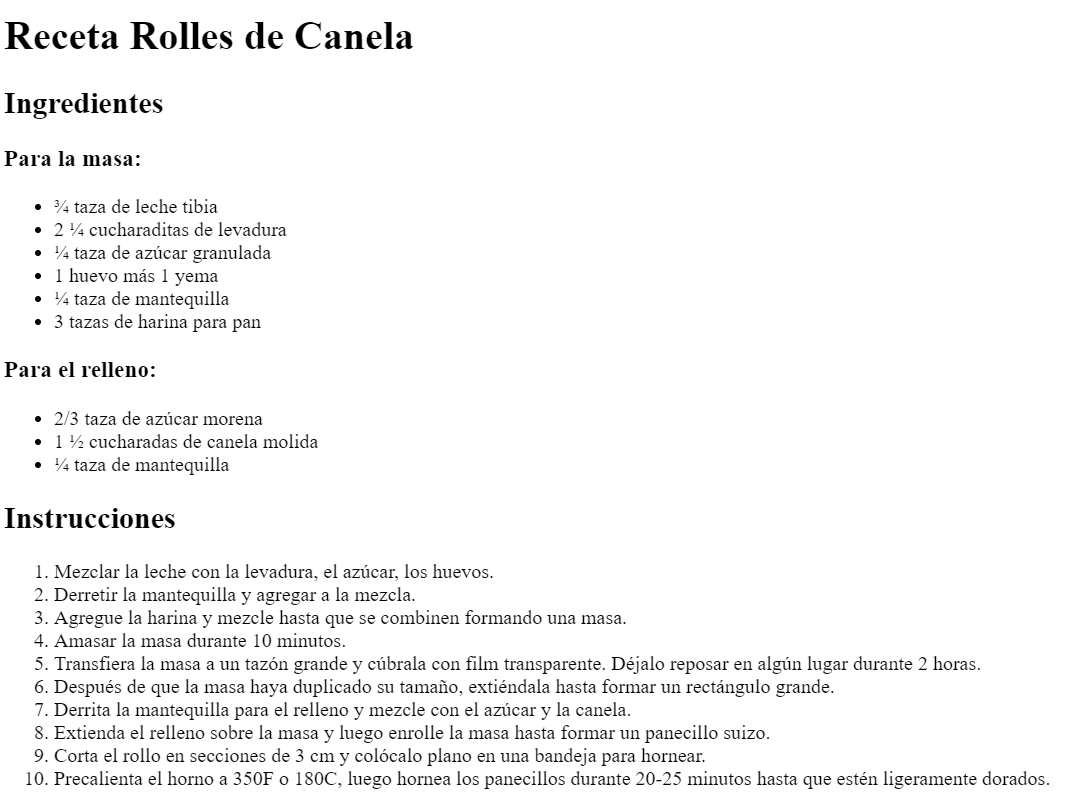 Receta Rolles de Canela
Ingredientes
Para la masa:
• ¾ taza de leche tibia
• 2 ¼ cucharaditas de levadura
• ¼ taza de azúcar granulada
• 1 huevo más 1 yema
• ¼ taza de mantequilla
• 3 tazas de harina para pan
Para el relleno:
• 2/3 taza de azúcar morena
• 1 ½ cucharadas de canela molida
• ¼ taza de mantequilla
Instrucciones
1. Mezclar la leche con la levadura, el azúcar, los huevos.
2. Derretir la mantequilla y agregar a la mezcla.
3. Agregue la harina y mezcle hasta que se combinen formando una masa.
4. Amasar la masa durante 10 minutos.
5. Transfiera la masa a un tazón grande y cúbrala con film transparente. Déjalo reposar en algún lugar durante 2 horas.
6. Después de que la masa haya duplicado su tamaño, extiéndala hasta formar un rectángulo grande.
7. Derrita la mantequilla para el relleno y mezcle con el azúcar y la canela.
8. Extienda el relleno sobre la masa y luego enrolle la masa hasta formar un panecillo suizo.
9. Corta el rollo en secciones de 3 cm y colócalo plano en una bandeja para hornear.
10. Precalienta el horno a 350F o 180C, luego hornea los panecillos durante 20-25 minutos hasta que estén ligeramente dorados.